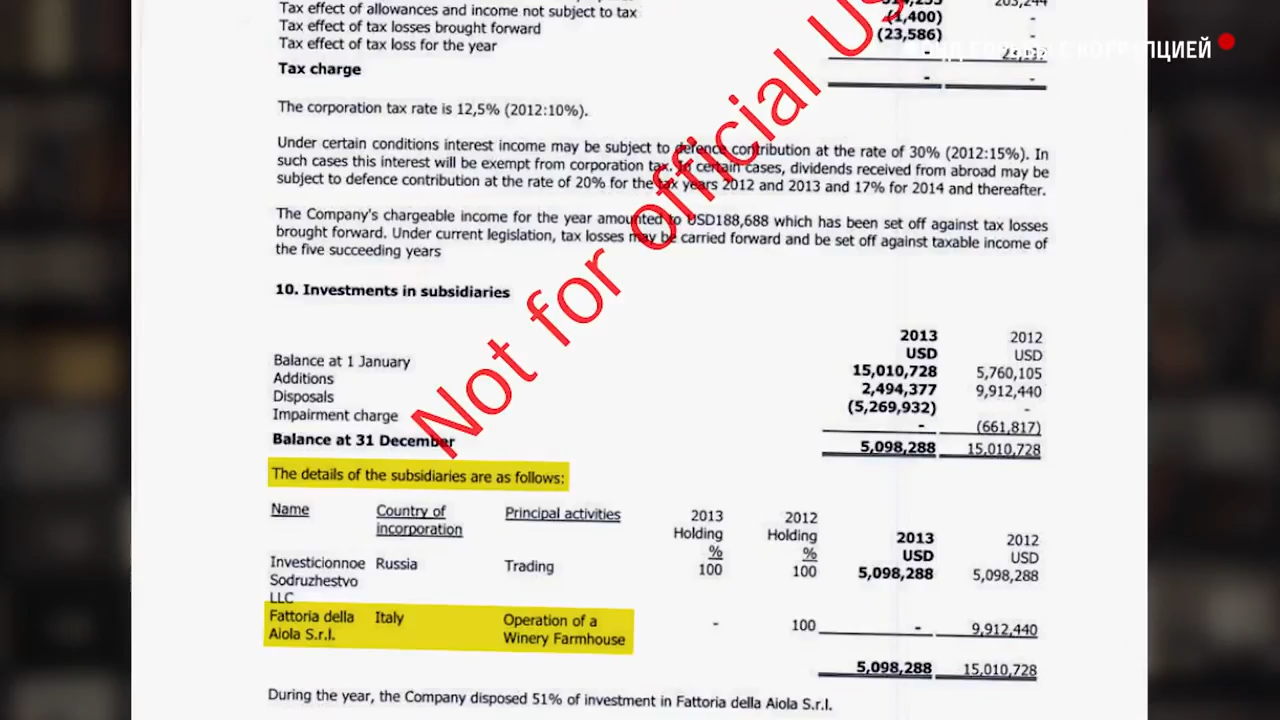 Tax effect of allowances and income not subject to tax (1,400) -
Tax effect of tax losses brought forward (23,586) -
Tax effect of tax loss for the year -
Tax charge - -
The corporation tax rate is 12,5% (2012:10%).
Under certain conditions interest income may be subject to defence contribution at the rate of 30% (2012:15%). In
such cases this interest will be exempt from corporation tax. In certain cases, dividends received from abroad may be
subject to defence contribution at the rate of 20% for the tax years 2012 and 2013 and 17% for 2014 and thereafter.
The Company's chargeable income for the year amounted to USD188,688 which has been set off against tax losses
brought forward. Under current legislation, tax losses may be carried forward and be set off against taxable income of
the five succeeding years
10. Investments in subsidiaries
2013 2012
USD USD
Balance at 1 January 15,010,728 5,760,105
Additions 2,494,377 9,912,440
Disposals (5,269,932) -
Impairment charge - (661,817)
Balance at 31 December 5,098,288 15,010,728
The details of the subsidiaries are as follows:
Name Country of incorporation Principal activities 2013 Holding % 2012 Holding % 2013 USD 2012 USD
Investicionnoe Russia Trading 100 100 5,098,288 5,098,288
Sodruzhestvo
LLC
Fattoria della Italy Operation of a - 100 - 9,912,440
Aiola S.r.l. Winery Farmhouse
5,098,288 15,010,728
During the year, the Company disposed 51% of investment in Fattoria della Aiola S.r.l.
Not for official
С КОРРУПЦИЕЙ